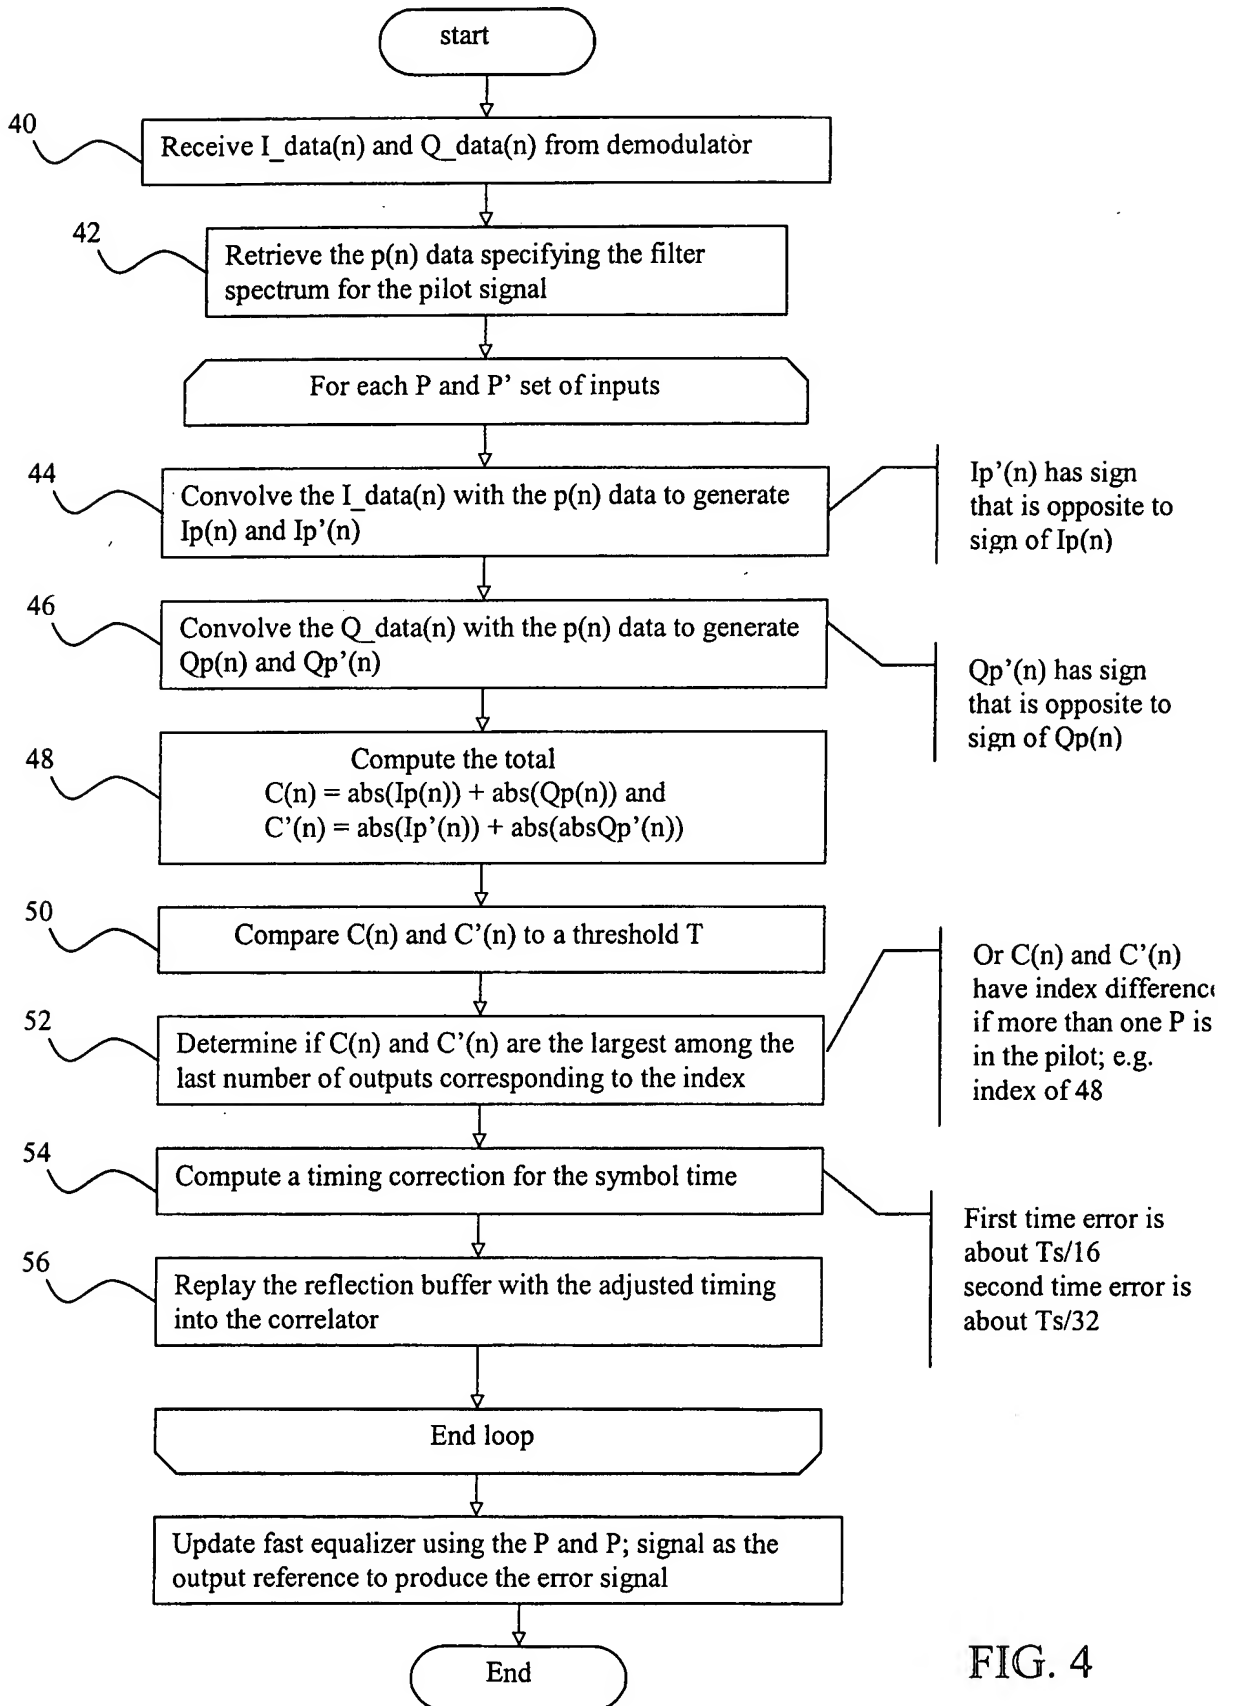 start
40
Receive I_data(n) and Q_data(n) from demodulator
42
Retrieve the p(n) data specifying the filter
spectrum for the pilot signal
For each P and P’ set of inputs
44
Convolve the I_data(n) with the p(n) data to generate
Ip(n) and Ip’(n)
Ip’(n) has sign
that is opposite to
sign of Ip(n)
46
Convolve the Q_data(n) with the p(n) data to generate
Qp(n) and Qp’(n)
Qp’(n) has sign
that is opposite to
sign of Qp(n)
48
Compute the total
C(n) = abs(Ip(n)) + abs(Qp(n)) and
C’(n) = abs(Ip’(n)) + abs(absQp’(n))
50
Compare C(n) and C’(n) to a threshold T
52
Determine if C(n) and C’(n) are the largest among the
last number of outputs corresponding to the index
Or C(n) and C’(n)
have index difference
if more than one P is
in the pilot; e.g.
index of 48
54
Compute a timing correction for the symbol time
First time error is
about Ts/16
second time error is
about Ts/32
56
Replay the reflection buffer with the adjusted timing
into the correlator
End loop
Update fast equalizer using the P and P; signal as the
output reference to produce the error signal
End
FIG. 4